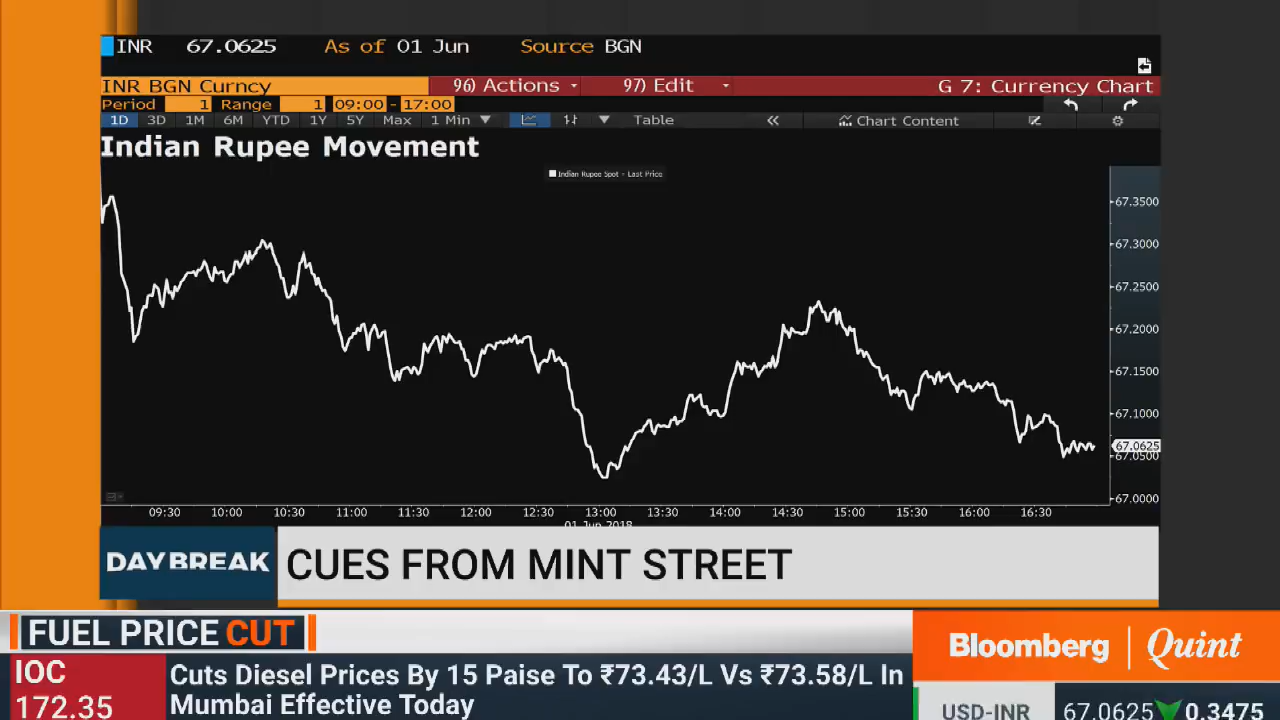 INR 67.0625 As of 01 Jun Source BGN
INR BGN Curncy 96) Actions 97) Edit G 7: Currency Chart
Period 1 Range 1 09:00 - 17:00
1D 3D 1M 6M YTD 1Y 5Y Max 1 Min Table « Chart Content
Indian Rupee Movement
Indian Rupee Spot - Last Price
67.3500
67.3000
67.2500
67.2000
67.1500
67.1000
67.0625
67.0500
67.0000
09:30 10:00 10:30 11:00 11:30 12:00 12:30 13:00 13:30 14:00 14:30 15:00 15:30 16:00 16:30
01 Jun 2018
DAYBREAK
CUES FROM MINT STREET
FUEL PRICE CUT
Bloomberg | Quint
IOC
172.35
Cuts Diesel Prices By 15 Paise To ₹73.43/L Vs ₹73.58/L In
Mumbai Effective Today
USD-INR 67.0625 0.3475